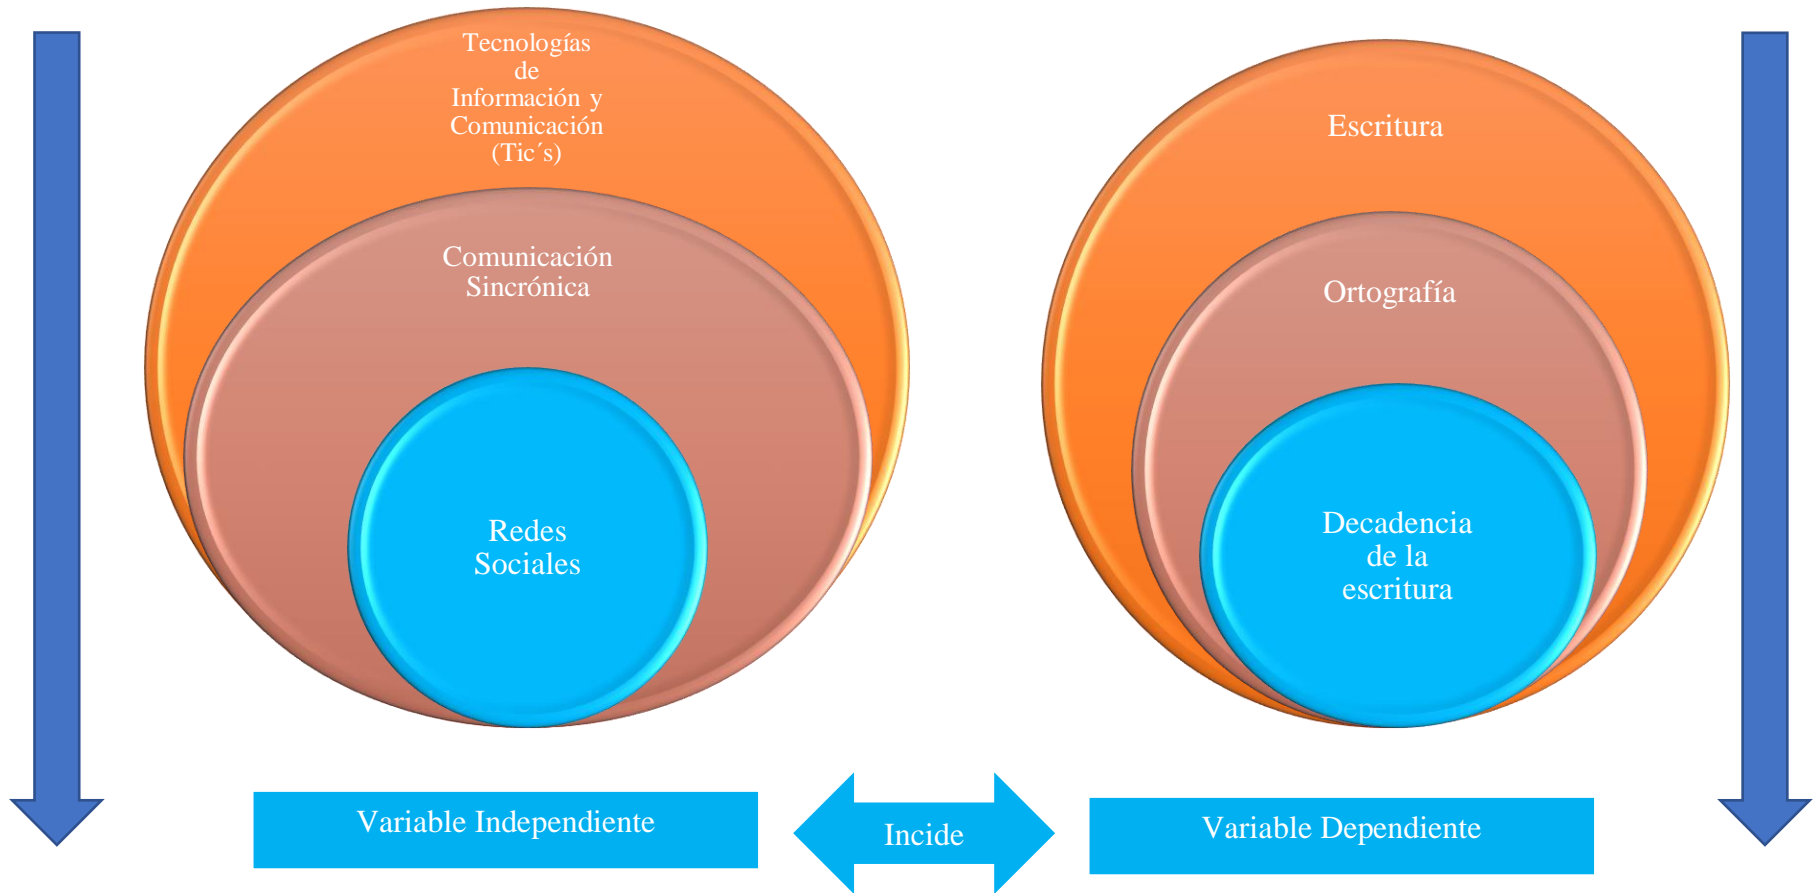 Tecnologías
de
Información y
Comunicación
(Tic´s)
Comunicación
Sincrónica
Redes
Sociales
Escritura
Ortografía
Decadencia
de la
escritura
Variable Independiente
Incide
Variable Dependiente